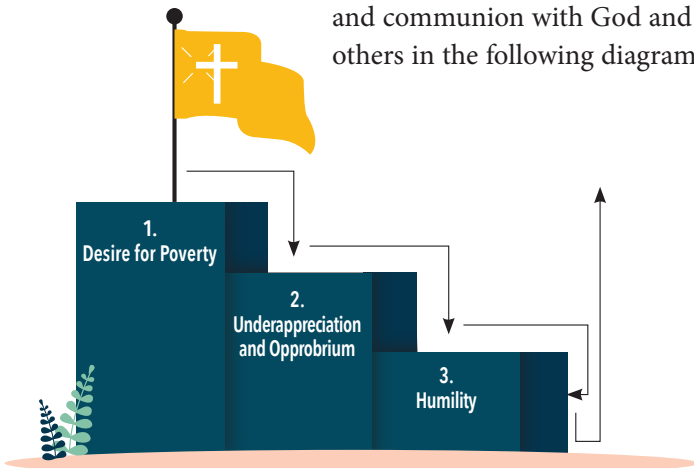 and communion with God and
others in the following diagram
1.
Desire for Poverty
2.
Underappreciation
and Opprobrium
3.
Humility